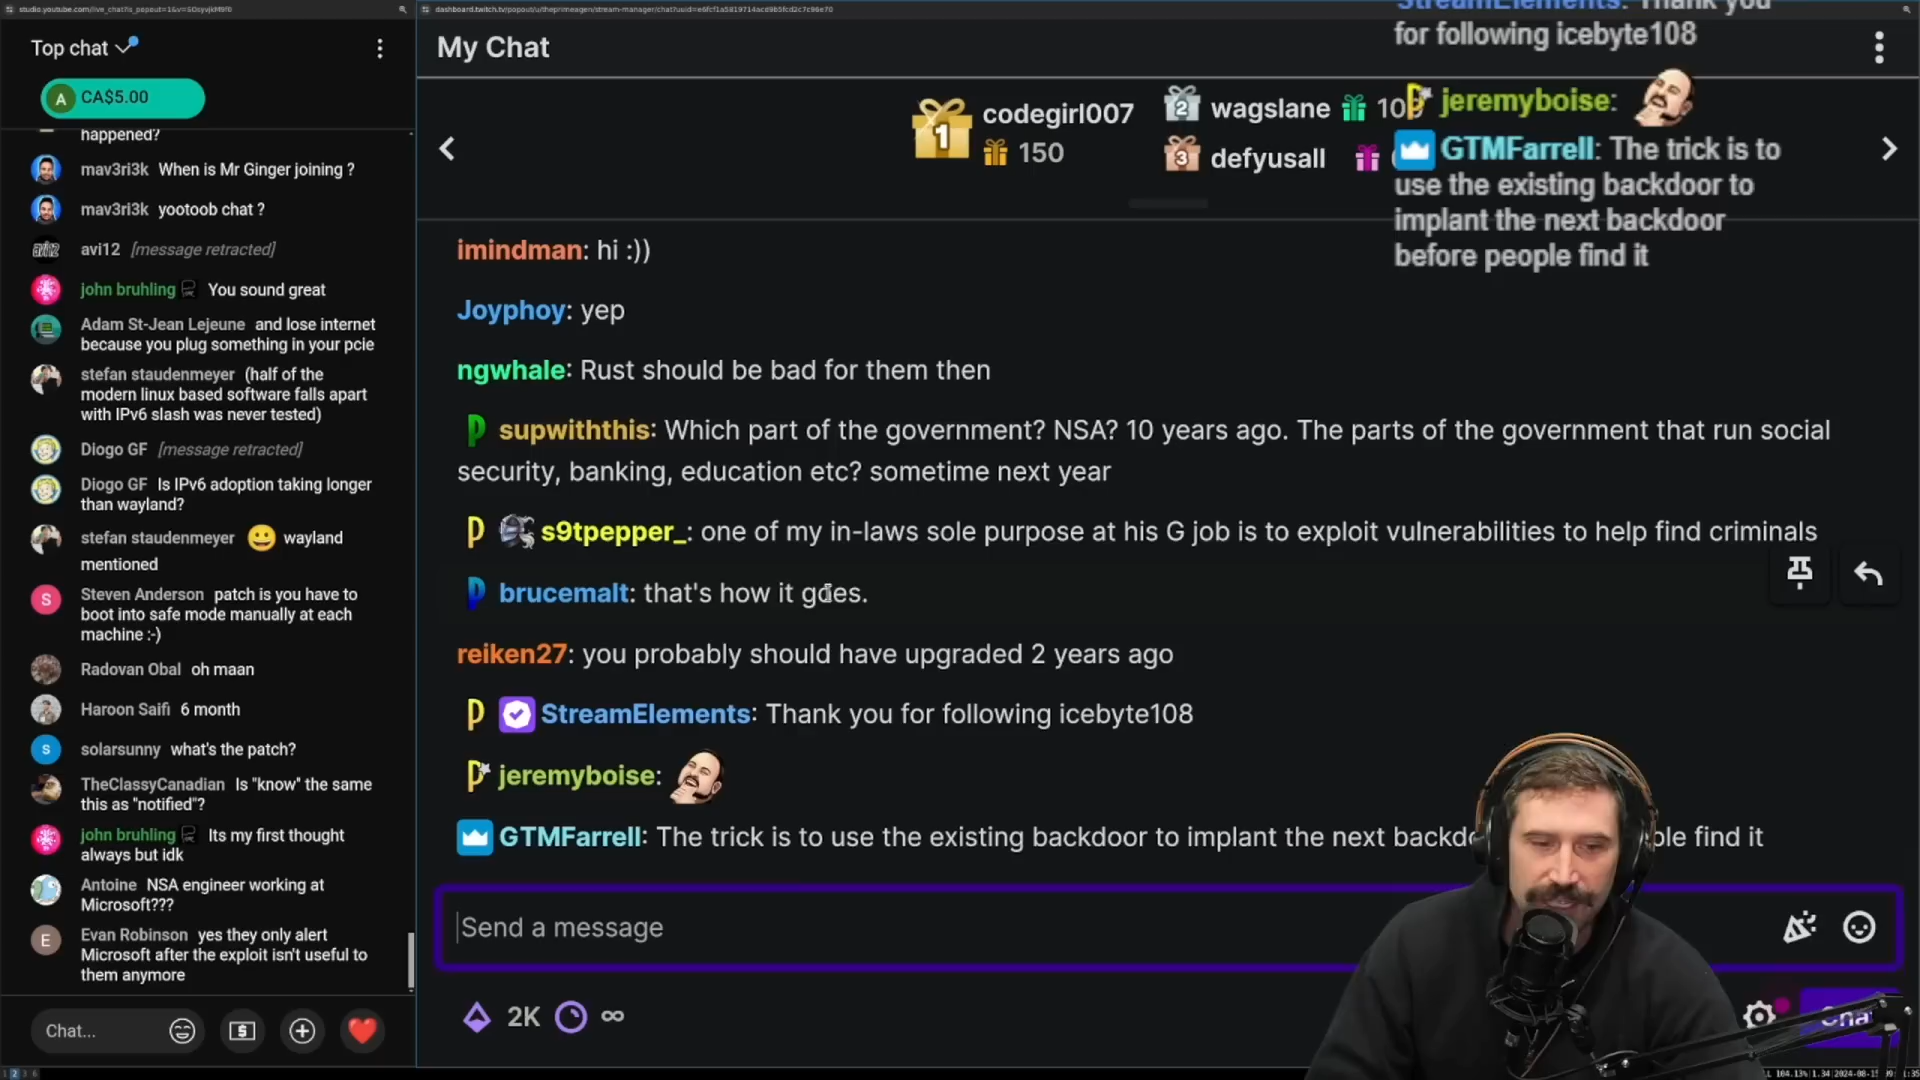 studio.youtube.com/live_chat?is_popout=1&v=GOsyvjkM9f0
dashboard.twitch.tv/popout/u/theprimeagen/stream-manager/chat?uuid=e6fcf1a5819714acd9b5fcd2c7c96e70
Top chat
A CA$5.00
happened?
mav3ri3k When is Mr Ginger joining ?
mav3ri3k yootoob chat ?
avi12 [message retracted]
john bruhling You sound great
Adam St-Jean Lejeune and lose internet
because you plug something in your pcie
stefan staudenmeyer (half of the
modern linux based software falls apart
with IPv6 slash was never tested)
Diogo GF [message retracted]
Diogo GF Is IPv6 adoption taking longer
than wayland?
stefan staudenmeyer 😀 wayland
mentioned
S Steven Anderson patch is you have to
boot into safe mode manually at each
machine :-)
Radovan Obal oh maan
Haroon Saifi 6 month
S solarsunny what's the patch?
TheClassyCanadian Is "know" the same
this as "notified"?
john bruhling Its my first thought
always but idk
Antoine NSA engineer working at
Microsoft???
E Evan Robinson yes they only alert
Microsoft after the exploit isn't useful to
them anymore
Chat...
My Chat
1 codegirl007
150
2 wagslane
3 defyusall
imindman: hi :))
Joyphoy: yep
ngwhale: Rust should be bad for them then
supwiththis: Which part of the government? NSA? 10 years ago. The parts of the government that run social
security, banking, education etc? sometime next year
s9tpepper_: one of my in-laws sole purpose at his G job is to exploit vulnerabilities to help find criminals
brucemalt: that's how it goes.
reiken27: you probably should have upgraded 2 years ago
StreamElements: Thank you for following icebyte108
jeremyboise:
GTMFarrell: The trick is to use the existing backdoor to implant the next backdo ple find it
Send a message
2K ∞
Chat
StreamElements: Thank you
for following icebyte108
jeremyboise:
GTMFarrell: The trick is to
use the existing backdoor to
implant the next backdoor
before people find it